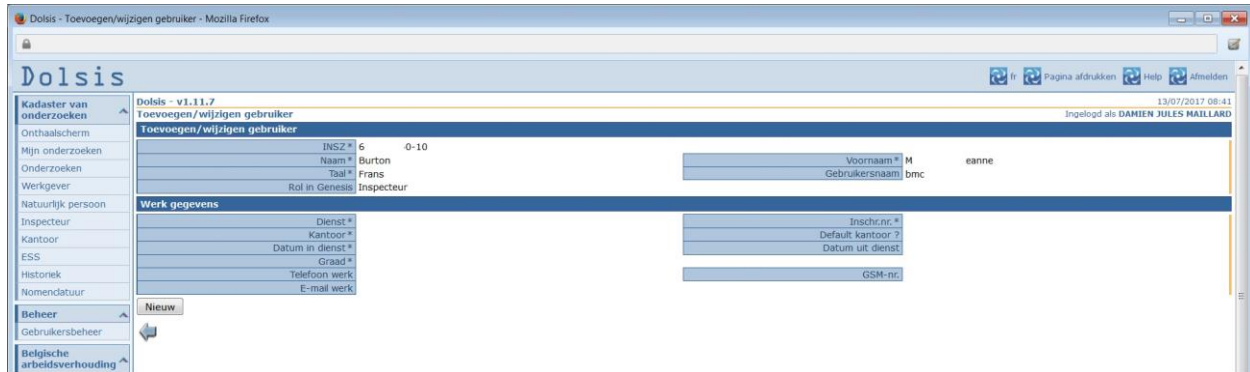 Dolsis - Toevoegen/wijzigen gebruiker - Mozilla Firefox
Dolsis
fr Pagina afdrukken Help Afmelden
Kadaster van onderzoeken
Onthaalscherm
Mijn onderzoeken
Onderzoeken
Werkgever
Natuurlijk persoon
Inspecteur
Kantoor
ESS
Historiek
Nomenclatuur
Beheer
Gebruikersbeheer
Belgische arbeidsverhouding
Dolsis - v1.11.7 13/07/2017 08:41
Toevoegen/wijzigen gebruiker Ingelogd als DAMIEN JULES MAILLARD
Toevoegen/wijzigen gebruiker
INSZ * 6 0-10
Naam * Burton Voornaam * M eanne
Taal * Frans Gebruikersnaam bmc
Rol in Genesis Inspecteur
Werk gegevens
Dienst * Inschr.nr. *
Kantoor * Default kantoor ?
Datum in dienst * Datum uit dienst
Graad *
Telefoon werk GSM-nr.
E-mail werk
Nieuw